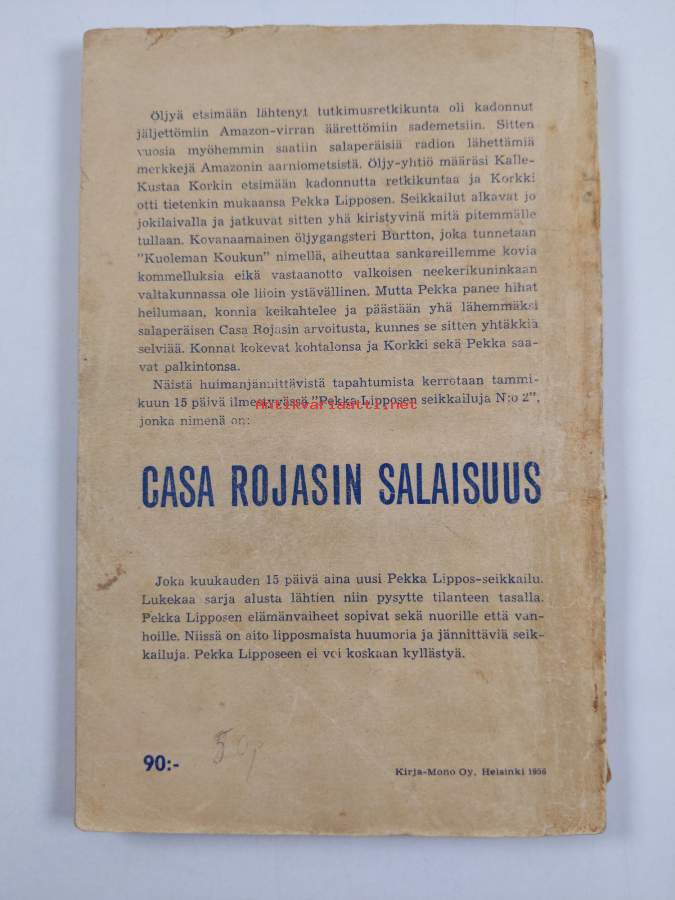 Öljyä etsimään lähtenyt tutkimusretkikunta oli kadonnut
jäljettömiin Amazon-virran äärettömiin sademetsiin. Sitten
vuosia myöhemmin saatiin salaperäisiä radion lähettämiä
merkkejä Amazonin aarniometsistä. Öljy-yhtiö määräsi Kalle-
Kustaa Korkin etsimään kadonnutta retkikuntaa ja Korkki
otti tietenkin mukaansa Pekka Lipposen. Seikkailut alkavat jo
jokilaivalla ja jatkuvat sitten yhä kiristyvinä mitä pitemmälle
tullaan. Kovanaamainen öljygangsteri Burtton, joka tunnetaan
"Kuoleman Koukun" nimellä, aiheuttaa sankareillemme kovia
kommelluksia eikä vastaanotto valkoisen neekerikuninkaan
valtakunnassa ole liioin ystävällinen. Mutta Pekka panee hihat
heilumaan, konnia keikahtelee ja päästään yhä lähemmäksi
salaperäisen Casa Rojasin arvoitusta, kunnes se sitten yhtäkkiä
selviää. Konnat kokevat kohtalonsa ja Korkki sekä Pekka saa-
vat palkintonsa.
Näistä huimanjännittävistä tapahtumista kerrotaan tammi-
kuun 15 päivä ilmestyvässä "Pekka Lipposen seikkailuja N:o 2",
antikvariaatti.net
jonka nimenä on:
CASA ROJASIN SALAISUUS
Joka kuukauden 15 päivä aina uusi Pekka Lippos-seikkailu.
Lukekaa sarja alusta lähtien niin pysytte tilanteen tasalla.
Pekka Lipposen elämänvaiheet sopivat sekä nuorille että van-
hoille. Niissä on aito lipposmaista huumoria ja jännittäviä seik-
kailuja. Pekka Lipposeen ei voi koskaan kyllästyä.
90:-
Kirja-Mono Oy, Helsinki 1956